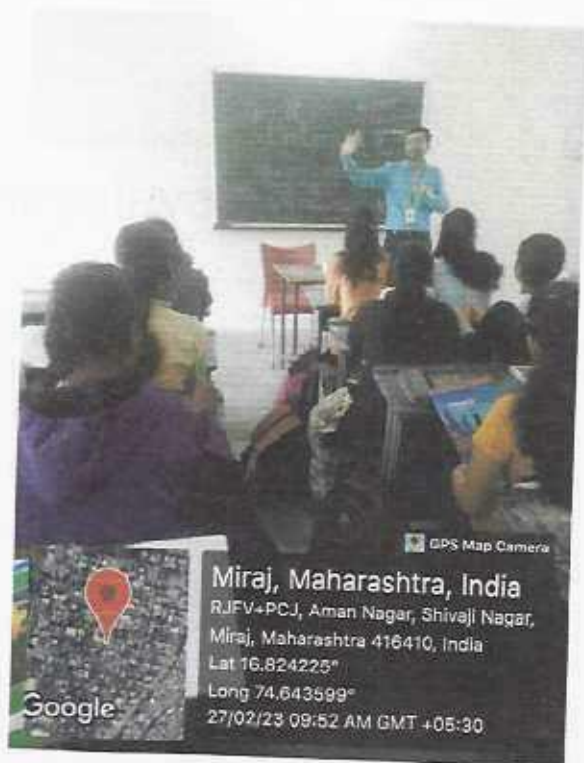 GPS Map Camera
Miraj, Maharashtra, India
RJFV+PCJ, Aman Nagar, Shivaji Nagar,
Miraj, Maharashtra 416410, India
Lat 16.824225°
Long 74.643599°
27/02/23 09:52 AM GMT +05:30
Google